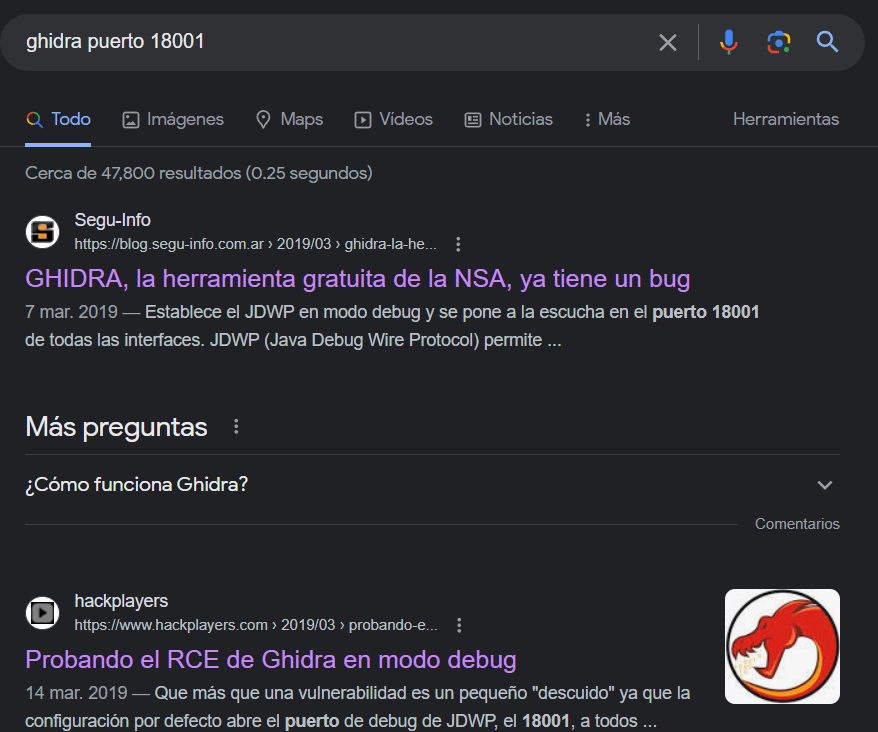 ghidra puerto 18001
Todo Imágenes Maps Vídeos Noticias Más Herramientas
Cerca de 47,800 resultados (0.25 segundos)
Segu-Info
https://blog.segu-info.com.ar › 2019/03 › ghidra-la-he...
GHIDRA, la herramienta gratuita de la NSA, ya tiene un bug
7 mar. 2019 — Establece el JDWP en modo debug y se pone a la escucha en el puerto 18001
de todas las interfaces. JDWP (Java Debug Wire Protocol) permite ...
Más preguntas
¿Cómo funciona Ghidra?
Comentarios
hackplayers
https://www.hackplayers.com › 2019/03 › probando-e...
Probando el RCE de Ghidra en modo debug
14 mar. 2019 — Que más que una vulnerabilidad es un pequeño "descuido" ya que la
configuración por defecto abre el puerto de debug de JDWP, el 18001, a todos ...